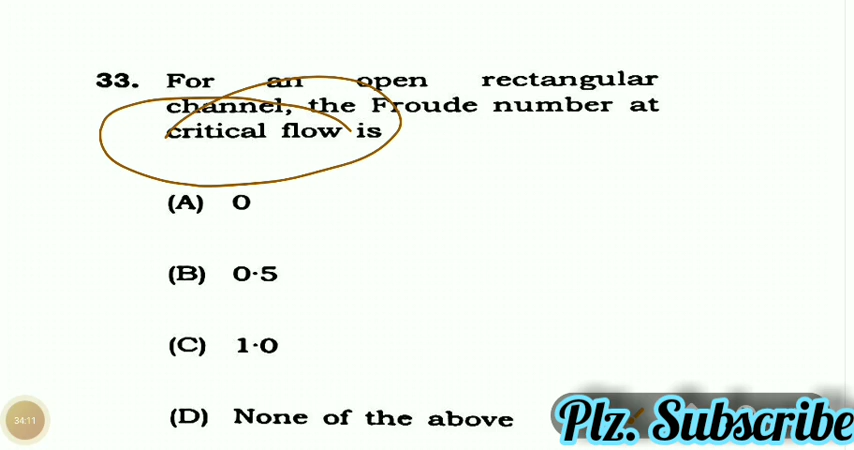 33. For an open rectangular
channel, the Froude number at
critical flow is
(A) 0
(B) 0·5
(C) 1·0
(D) None of the above
34:11
Plz. Subscribe